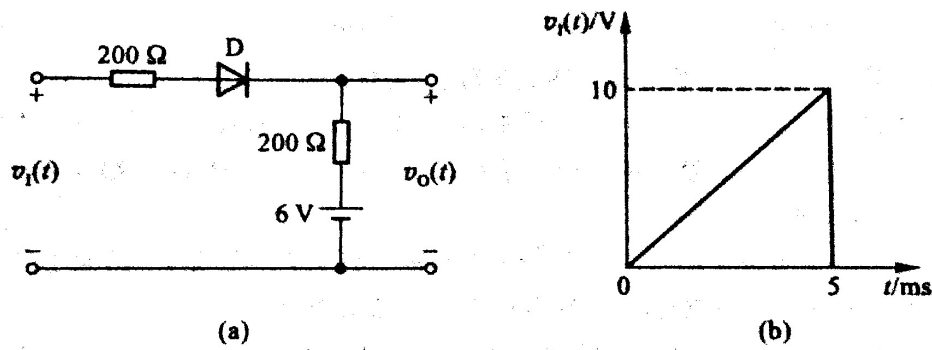 200 Ω
D
+
+
200 Ω
v_I(t)
v_O(t)
6 V
−
−
(a)
v_I(t)/V
10
0
5
t/ms
(b)